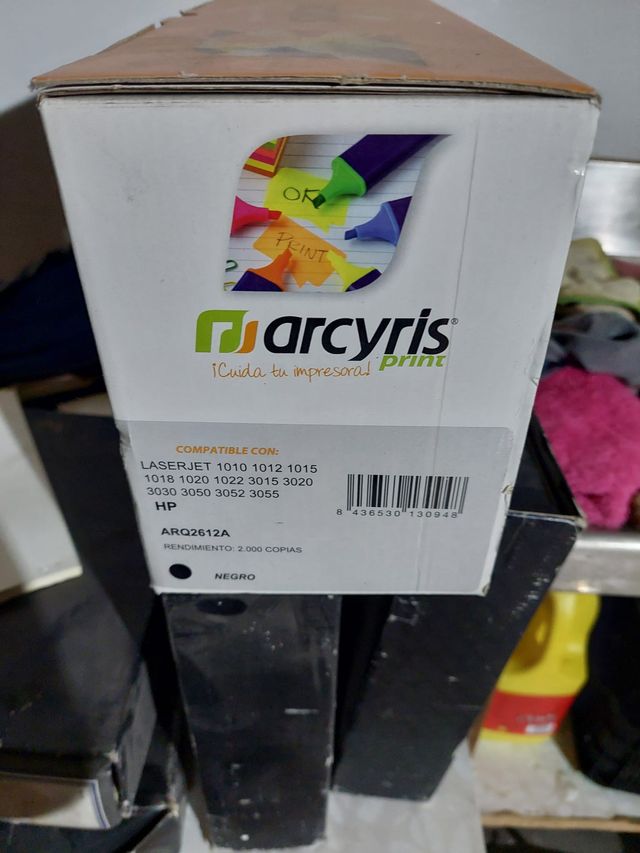 OK
PRINT
arcyris®
print
¡Cuida tu impresora!
COMPATIBLE CON:
LASERJET 1010 1012 1015
1018 1020 1022 3015 3020
3030 3050 3052 3055
HP
8 436530 130948
ARQ2612A
RENDIMIENTO: 2.000 COPIAS
NEGRO